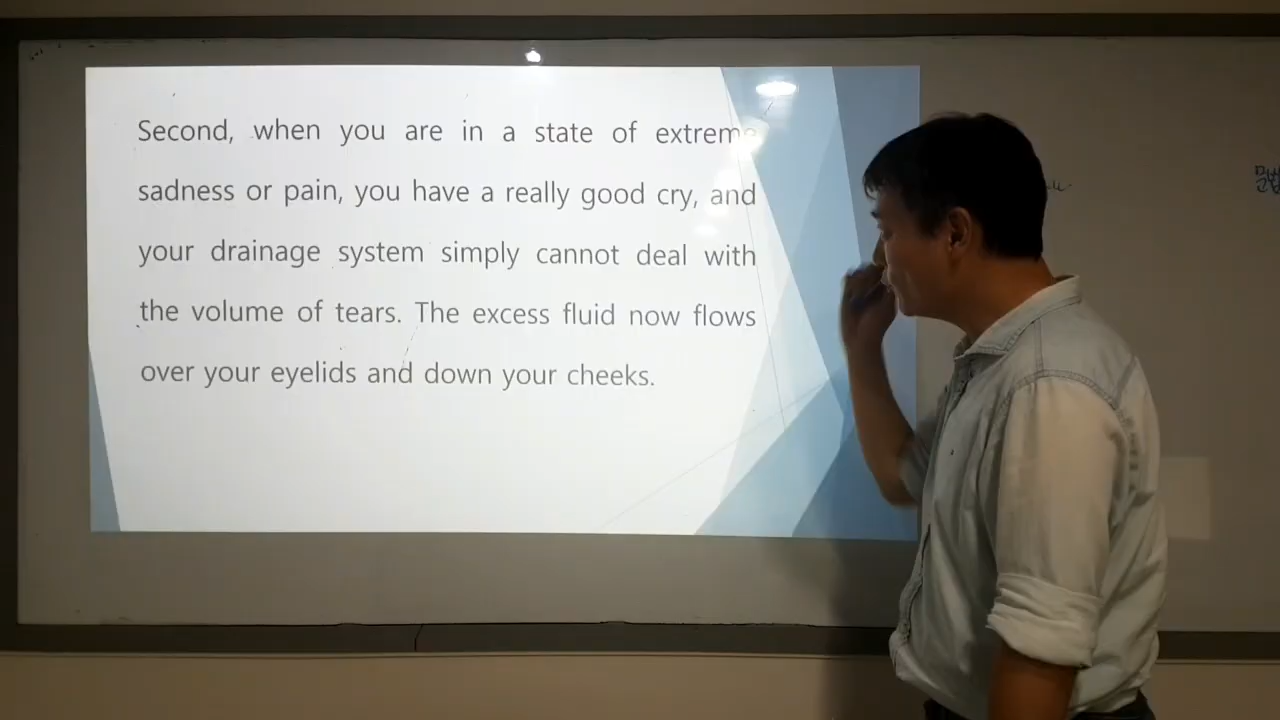 Second, when you are in a state of extreme
sadness or pain, you have a really good cry, and
your drainage system simply cannot deal with
the volume of tears. The excess fluid now flows
over your eyelids and down your cheeks.